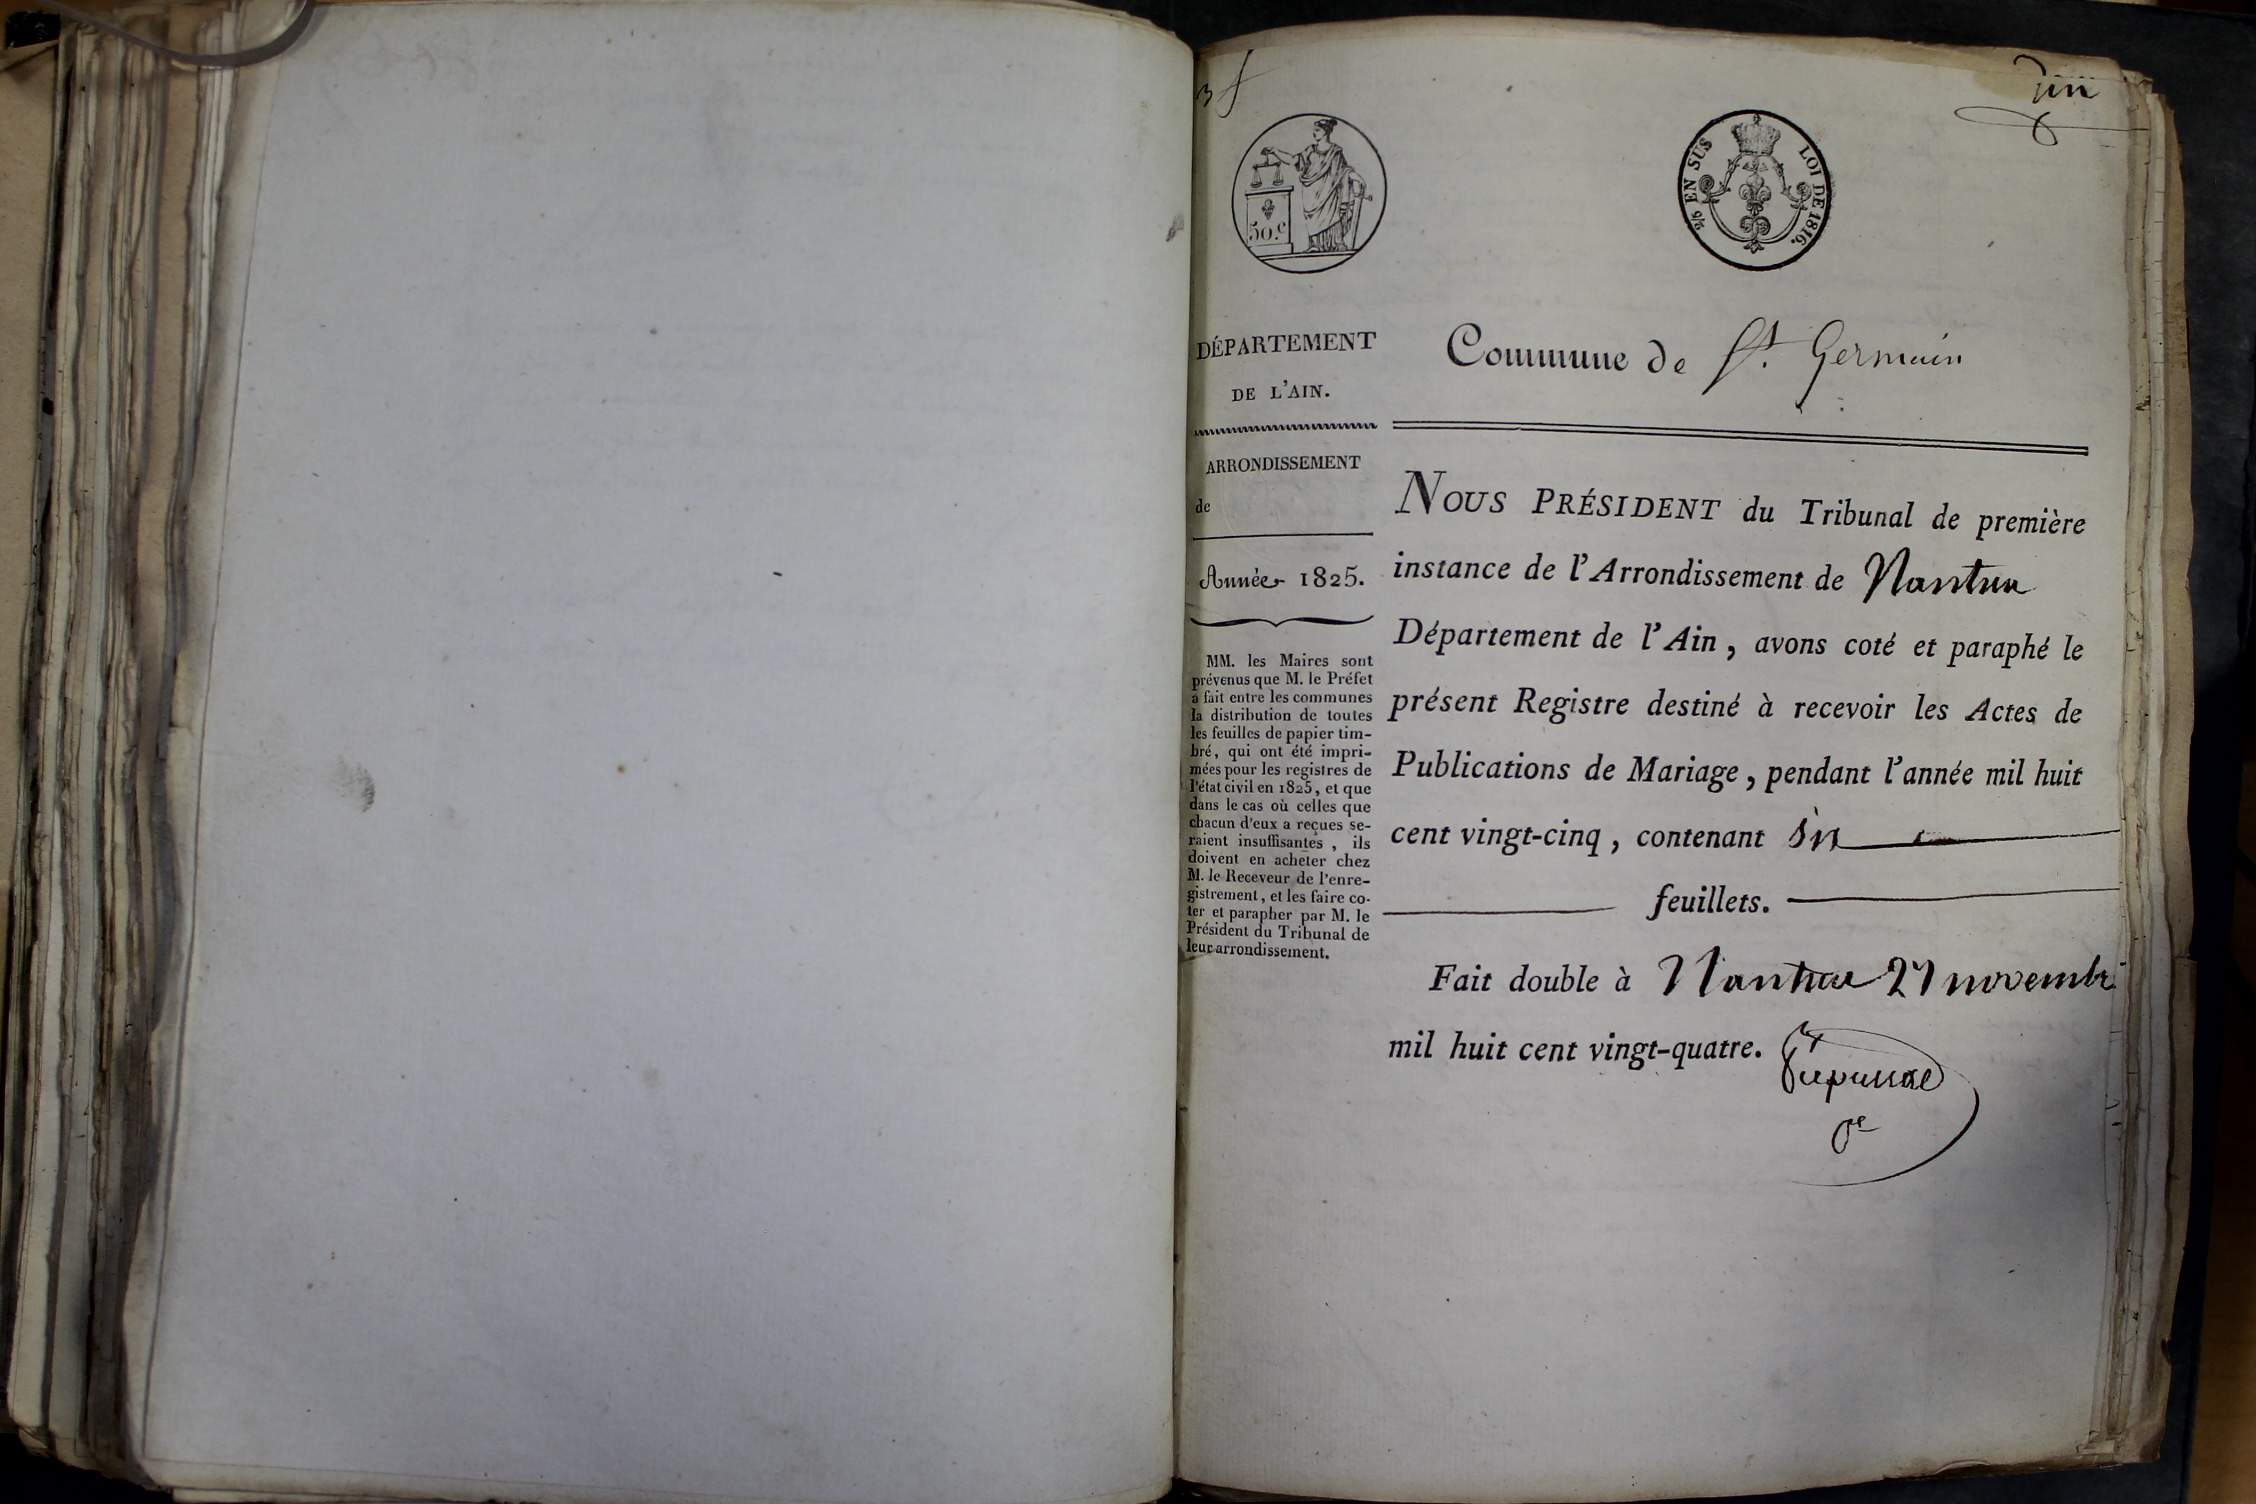 3 f
un
50.c
2/5 EN SUS LOI DE 1816.
DÉPARTEMENT
DE L'AIN.
ARRONDISSEMENT
de
Année 1825.
MM. les Maires sont
prévenus que M. le Préfet
a fait entre les communes
la distribution de toutes
les feuilles de papier tim-
bré, qui ont été impri-
mées pour les registres de
l'état civil en 1825, et que
dans le cas où celles que
chacun d'eux a reçues se-
raient insuffisantes, ils
doivent en acheter chez
M. le Receveur de l'enre-
gistrement, et les faire co-
ter et parapher par M. le
Président du Tribunal de
leur arrondissement.
Commune de St. Germain
NOUS PRÉSIDENT du Tribunal de première
instance de l'Arrondissement de Nantua
Département de l'Ain, avons coté et paraphé le
présent Registre destiné à recevoir les Actes de
Publications de Mariage, pendant l'année mil huit
cent vingt-cinq, contenant six
feuillets.
Fait double à Nantua 27 novembre
mil huit cent vingt-quatre.